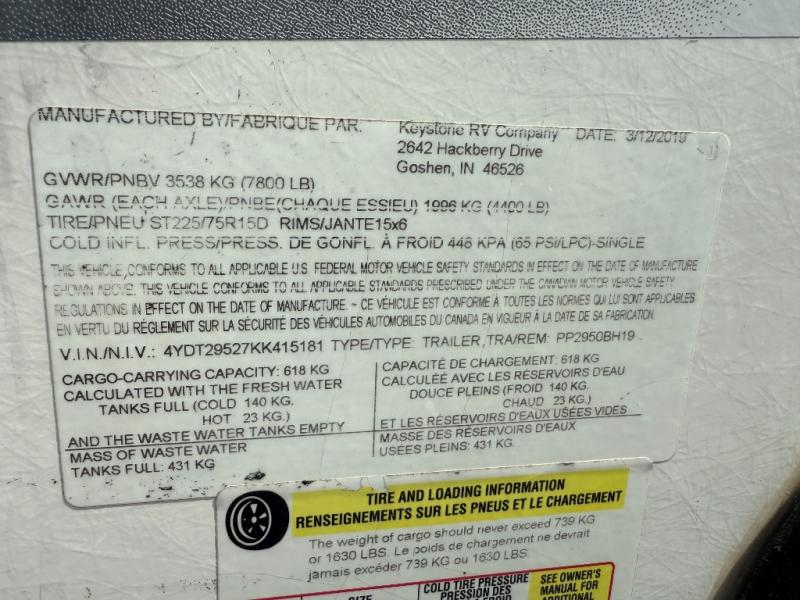 MANUFACTURED BY/FABRIQUE PAR. Keystone RV Company DATE: 3/12/2019
2642 Hackberry Drive
Goshen, IN 46526
GVWR/PNBV 3538 KG (7800 LB)
GAWR (EACH AXLE)/PNBE(CHAQUE ESSIEU) 1996 KG (4400 LB)
TIRE/PNEU ST225/75R15D RIMS/JANTE15x6
COLD INFL. PRESS/PRESS. DE GONFL. À FROID 448 KPA (65 PSI/LPC)-SINGLE
THIS VEHICLE CONFORMS TO ALL APPLICABLE U.S. FEDERAL MOTOR VEHICLE SAFETY STANDARDS IN EFFECT ON THE DATE OF MANUFACTURE
SHOWN ABOVE. THIS VEHICLE CONFORMS TO ALL APPLICABLE STANDARDS PRESCRIBED UNDER THE CANADIAN MOTOR VEHICLE SAFETY
REGULATIONS IN EFFECT ON THE DATE OF MANUFACTURE. ~ CE VÉHICULE EST CONFORME À TOUTES LES NORMES QUI LUI SONT APPLICABLES
EN VERTU DU RÉGLEMENT SUR LA SÉCURITÉ DES VÉHICULES AUTOMOBILES DU CANADA EN VIGUEUR À LA DATE DE SA FABRICATION.
V.I.N./N.I.V.: 4YDT29527KK415181 TYPE/TYPE: TRAILER,TRA/REM: PP2950BH19
CARGO-CARRYING CAPACITY: 618 KG
CALCULATED WITH THE FRESH WATER
TANKS FULL (COLD 140 KG.
HOT 23 KG.)
AND THE WASTE WATER TANKS EMPTY
MASS OF WASTE WATER
TANKS FULL: 431 KG
CAPACITÉ DE CHARGEMENT: 618 KG
CALCULÉE AVEC LES RÉSERVOIRS D'EAU
DOUCE PLEINS (FROID 140 KG.
CHAUD 23 KG.)
ET LES RÉSERVOIRS D'EAUX USÉES VIDES
MASSE DES RÉSERVOIRS D'EAUX
USÉES PLEINS: 431 KG
TIRE AND LOADING INFORMATION
RENSEIGNEMENTS SUR LES PNEUS ET LE CHARGEMENT
The weight of cargo should never exceed 739 KG
or 1630 LBS. Le poids de chargement ne devrait
jamais excéder 739 KG ou 1630 LBS.
SIZE
COLD TIRE PRESSURE
PRESSION DES
SEE OWNER'S
MANUAL FOR
ADDITIONAL